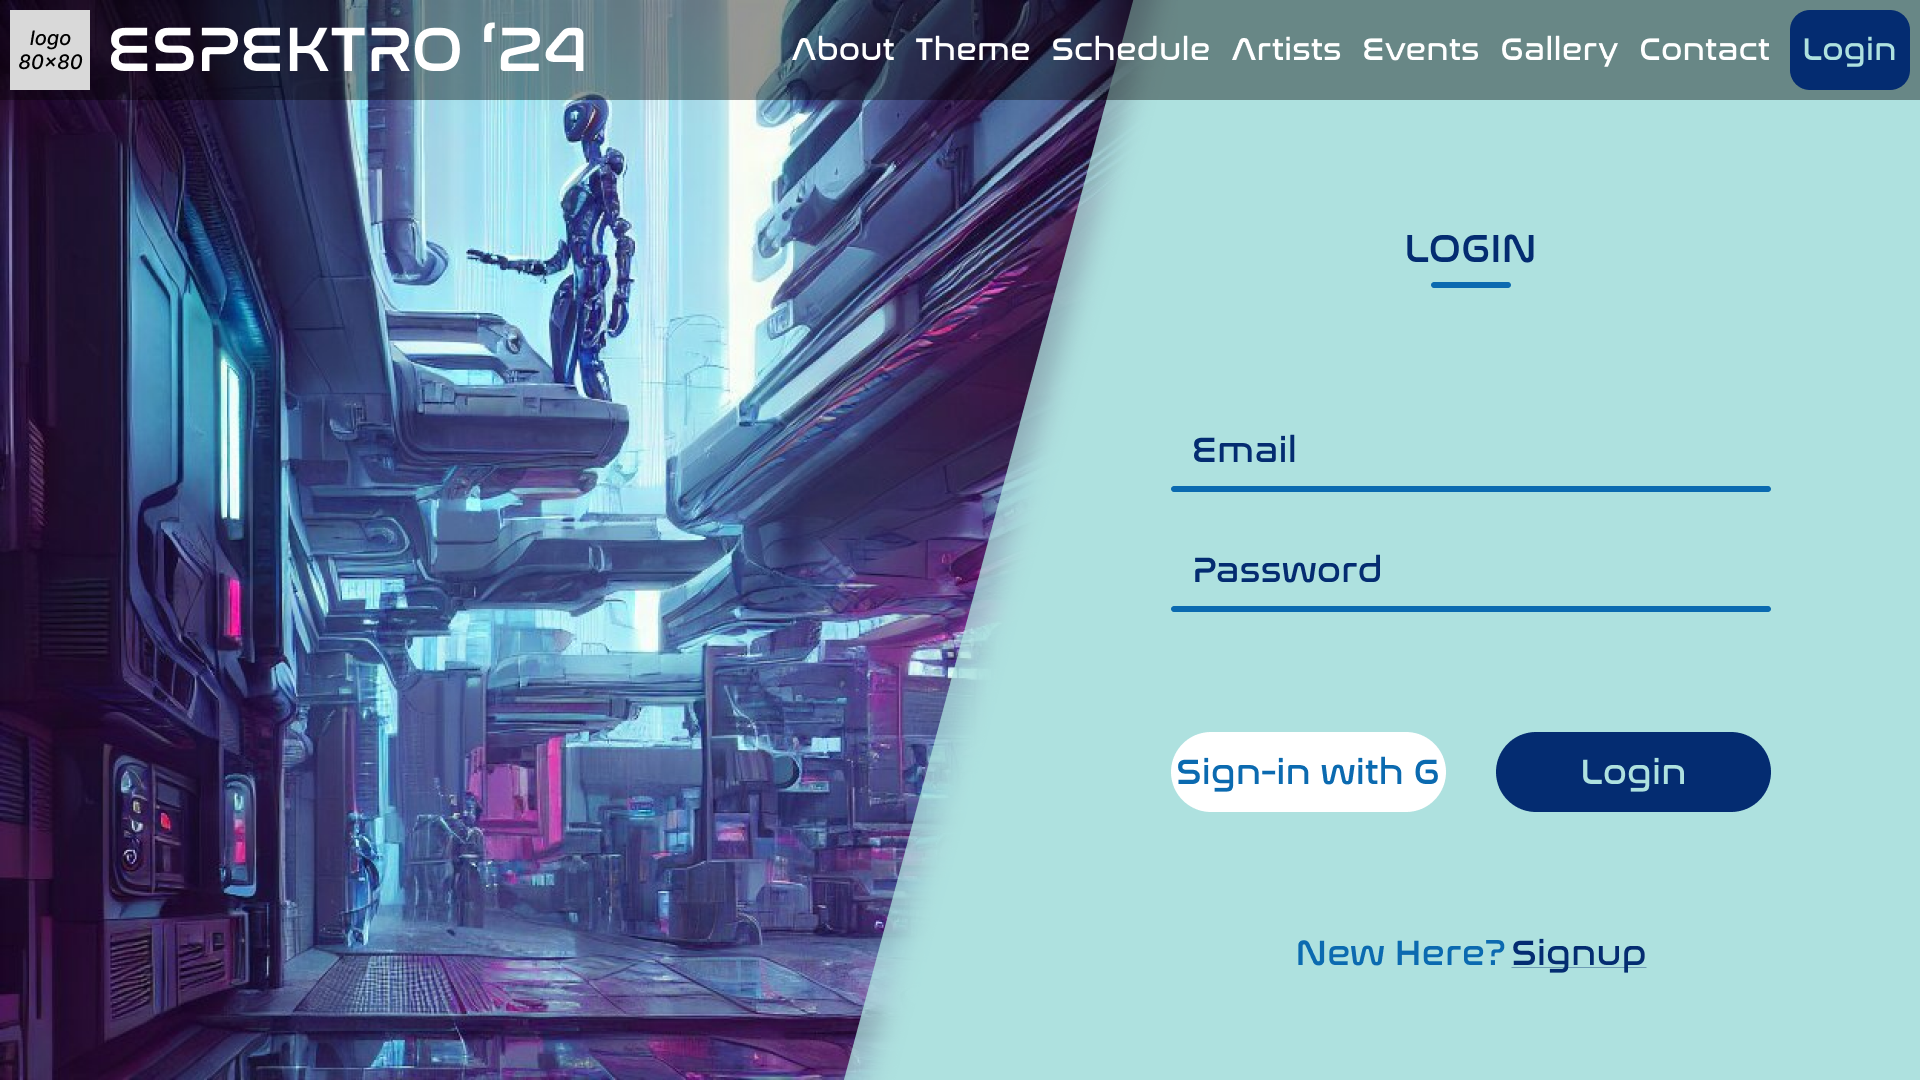 logo
80×80
ESPEKTRO ‘24
About Theme Schedule Artists Events Gallery Contact Login
LOGIN
Email
Password
Sign-in with G Login
New Here? Signup